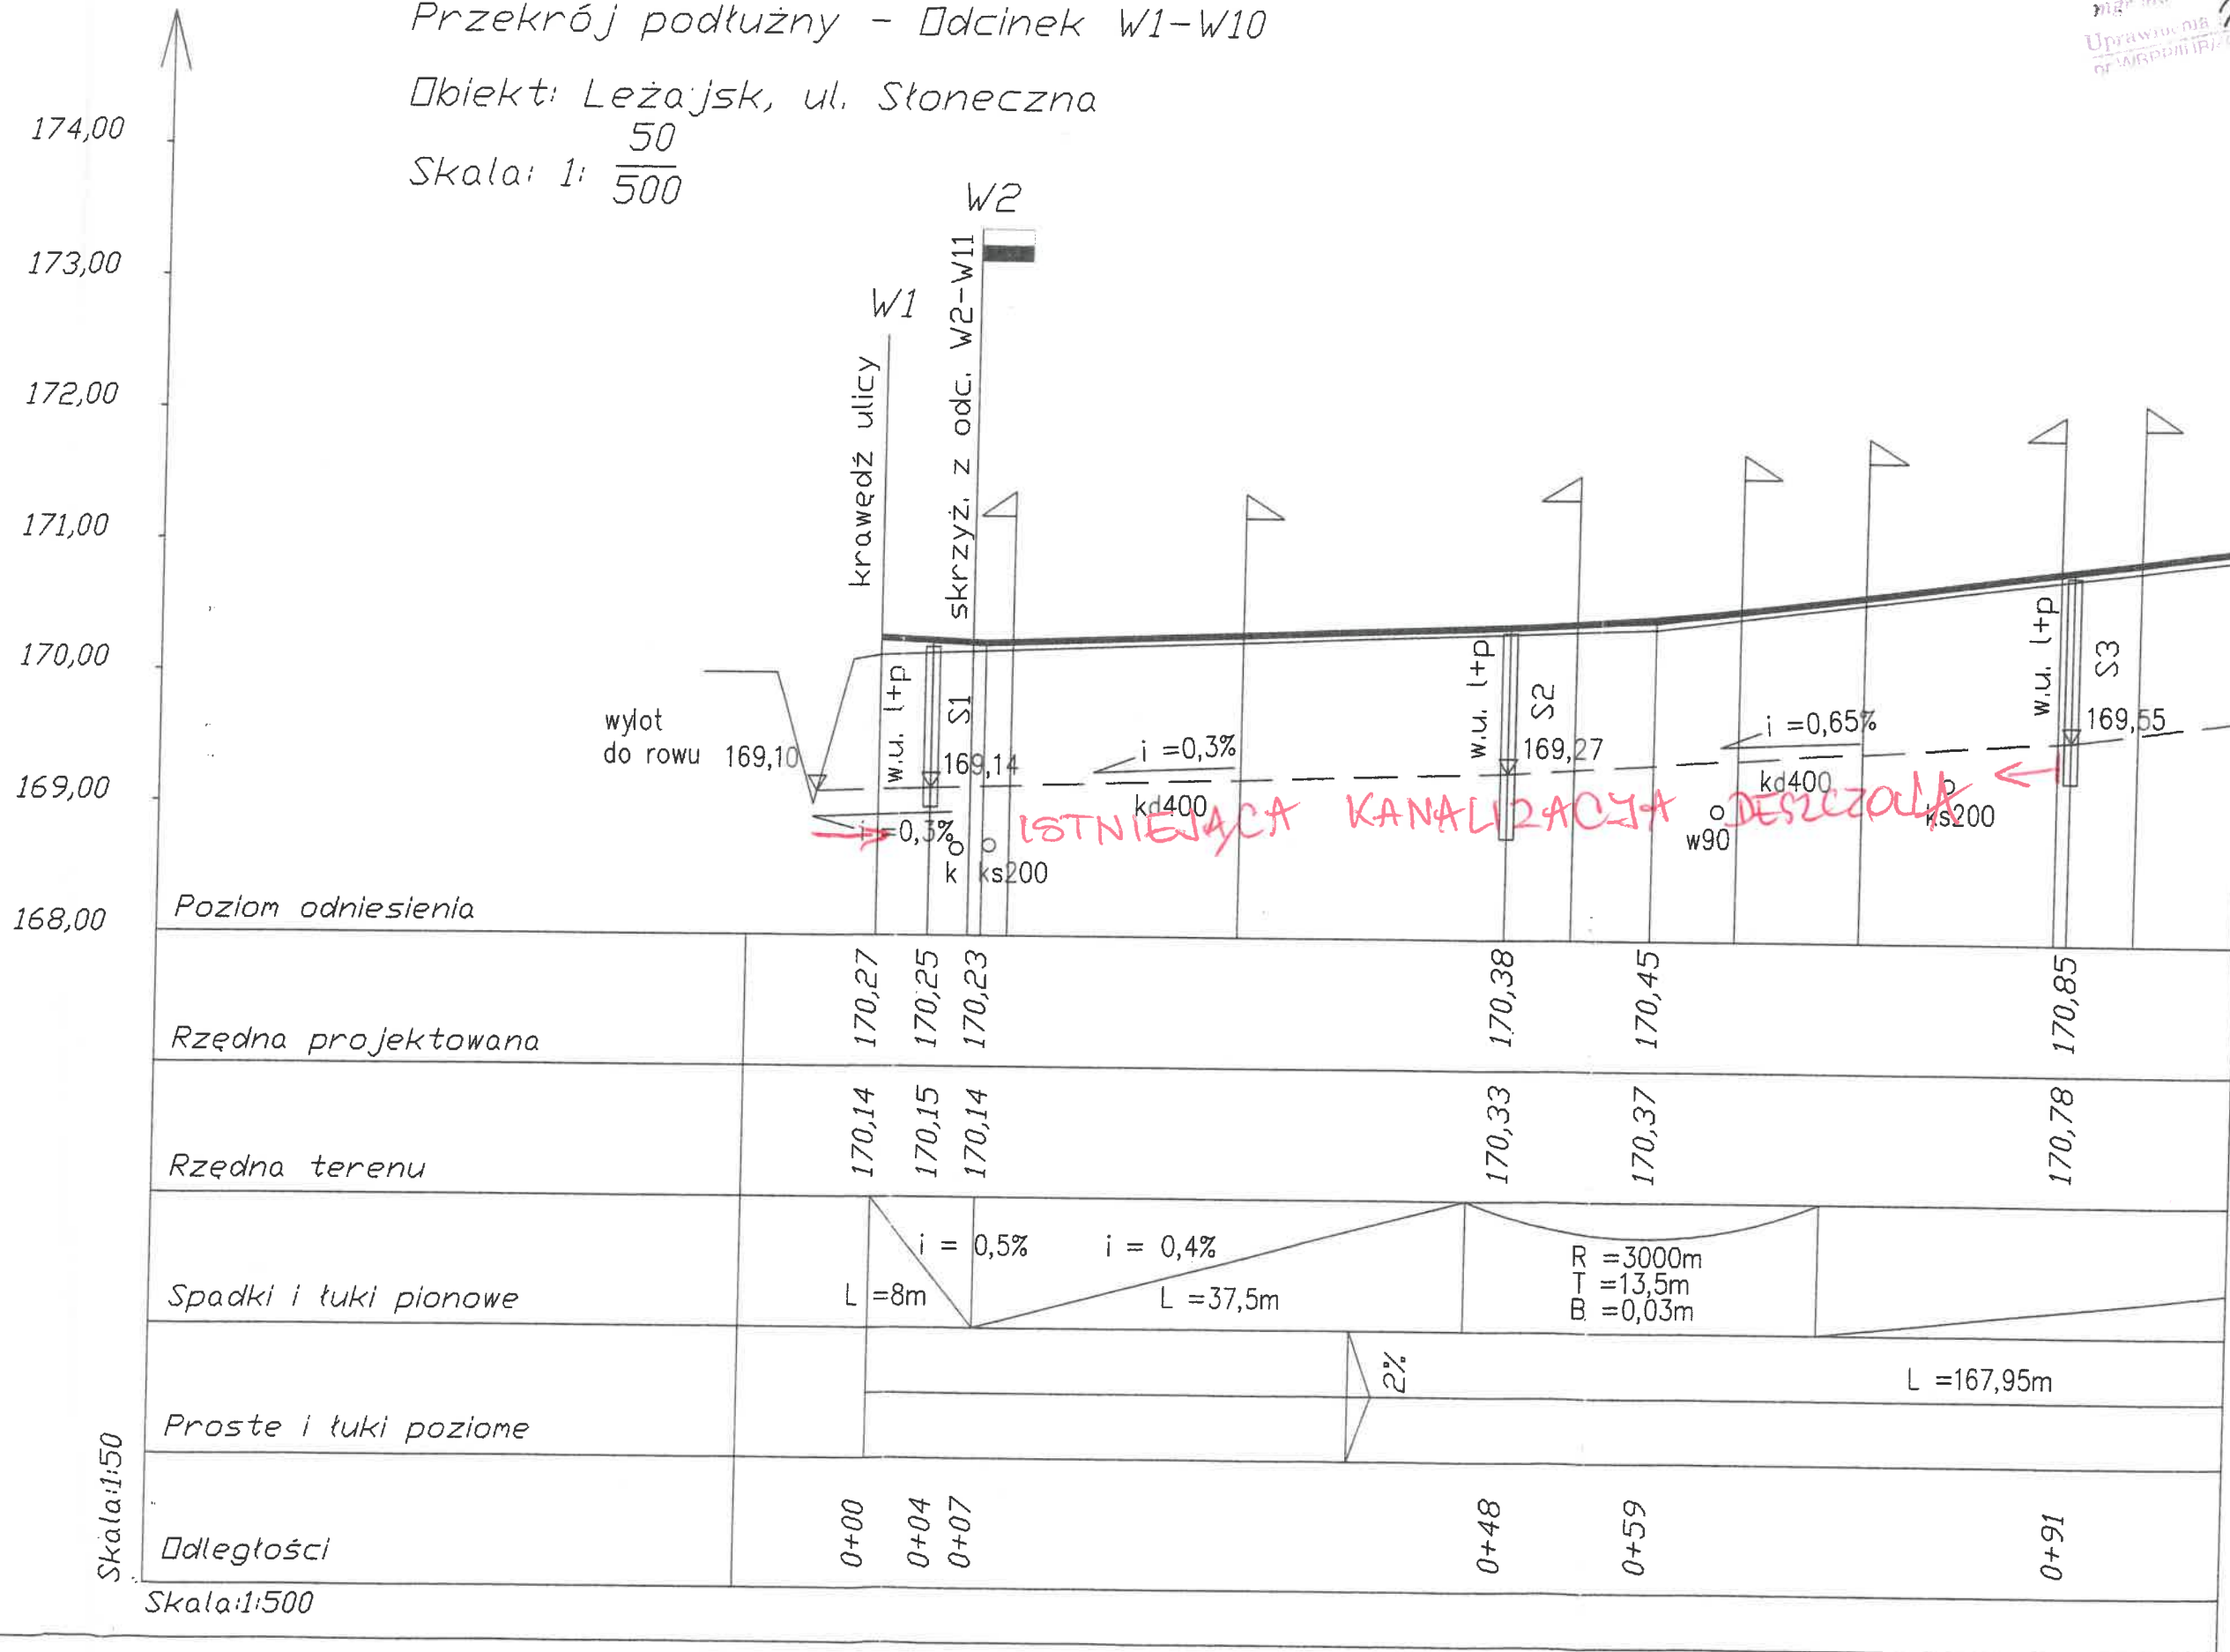 Przekrój podłużny - Odcinek W1-W10
Obiekt: Leżajsk, ul. Słoneczna
Skala: 1: 50
500
mgr
Uprawnienia
174,00
173,00
172,00
171,00
170,00
169,00
168,00
W1
W2
krawędź ulicy
skrzyż. z odc. W2-W11
wylot
do rowu 169,10
w.u. l+p
S1
169,14
i =0,3%
kd400
i =0,3%
k
ks200
w.u. l+p
S2
169,27
i =0,65%
kd400
w90
ks200
w.u. l+p
S3
169,55
ISTNIEJĄCA KANALIZACYJA DESZCZOWA
Poziom odniesienia
Rzędna projektowana
170,27 170,25 170,23 170,38 170,45 170,85
Rzędna terenu
170,14 170,15 170,14 170,33 170,37 170,78
Spadki i łuki pionowe
i = 0,5%
L =8m
i = 0,4%
L =37,5m
R =3000m
T =13,5m
B =0,03m
Proste i łuki poziome
2%
L =167,95m
Odległości
0+00 0+04 0+07 0+48 0+59 0+91
Skala:1:50
Skala:1:500